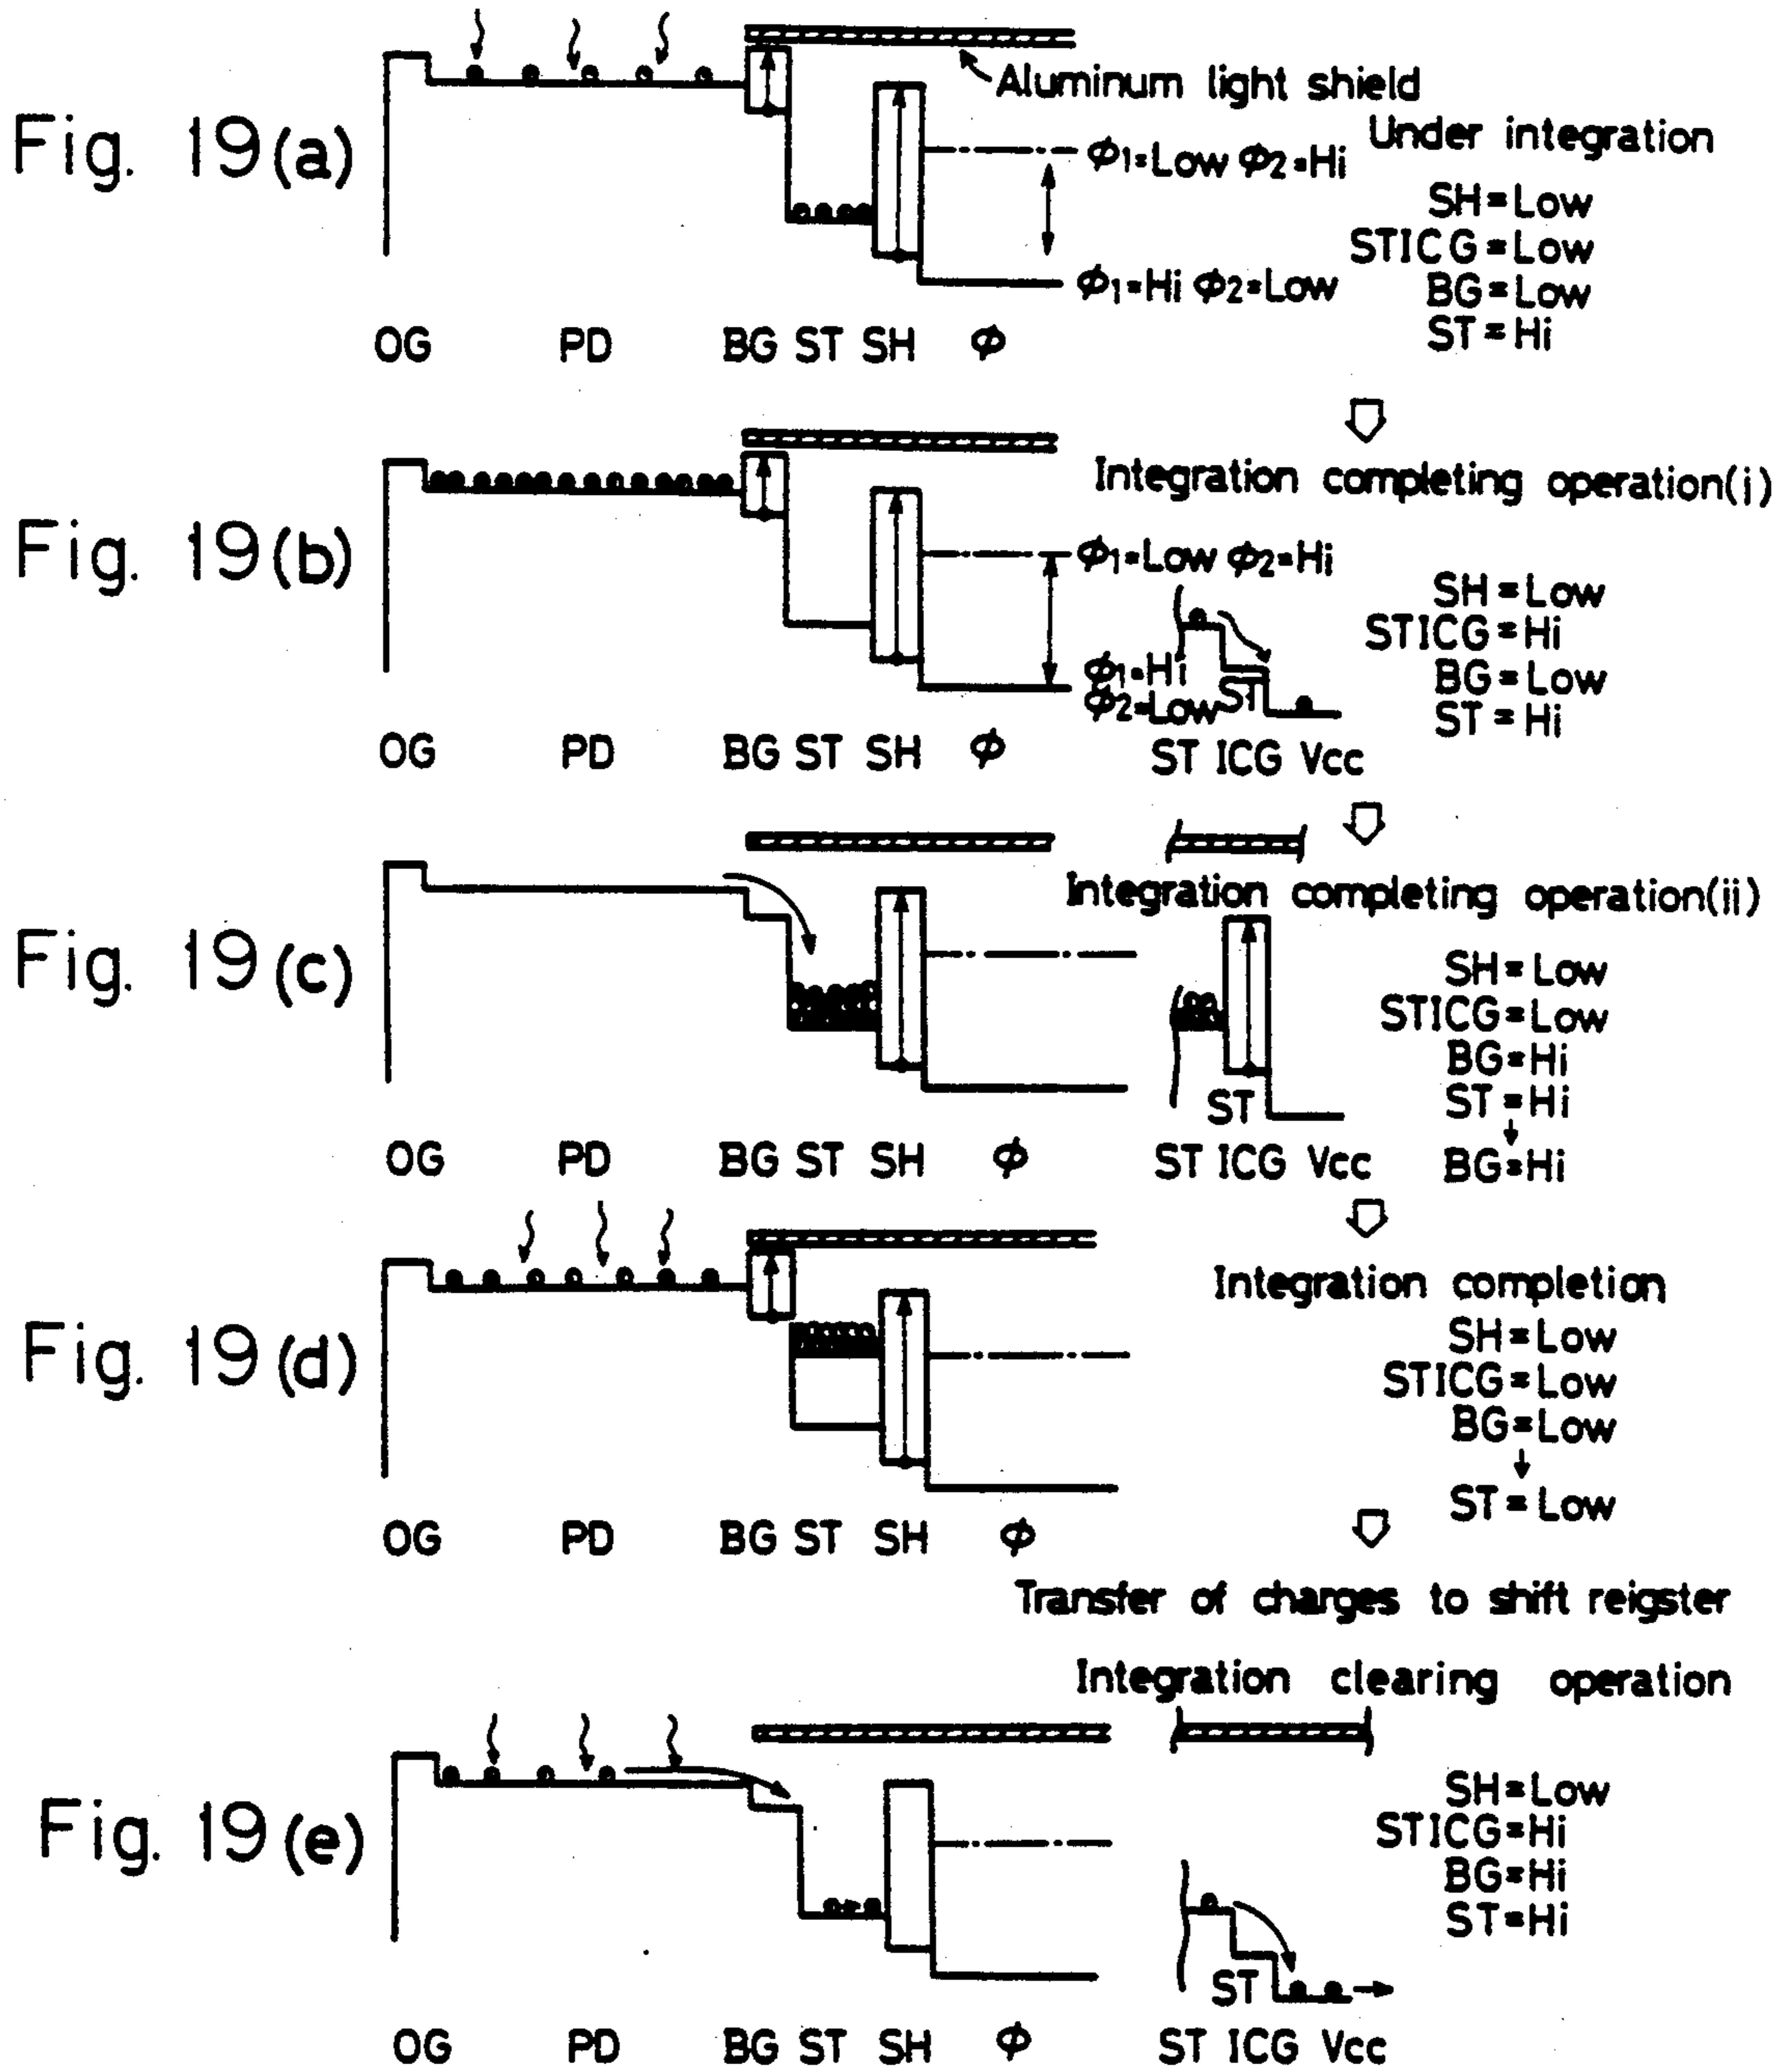 Fig. 19(a)
Aluminum light shield
Under integration
ϕ1=Low ϕ2=Hi
ϕ1=Hi ϕ2=Low
SH=Low
STICG=Low
BG=Low
ST=Hi
OG PD BG ST SH ϕ
Fig. 19(b)
Integration completing operation(i)
ϕ1=Low ϕ2=Hi
ϕ1=Hi
ϕ2=Low
ST
SH=Low
STICG=Hi
BG=Low
ST=Hi
OG PD BG ST SH ϕ ST ICG Vcc
Fig. 19(c)
Integration completing operation(ii)
SH=Low
STICG=Low
BG=Hi
ST=Hi
↓
BG=Hi
ST
OG PD BG ST SH ϕ ST ICG Vcc
Fig. 19(d)
Integration completion
SH=Low
STICG=Low
BG=Low
↓
ST=Low
OG PD BG ST SH ϕ
Transfer of charges to shift reigster
Integration clearing operation
Fig. 19(e)
SH=Low
STICG=Hi
BG=Hi
ST=Hi
ST
OG PD BG ST SH ϕ ST ICG Vcc